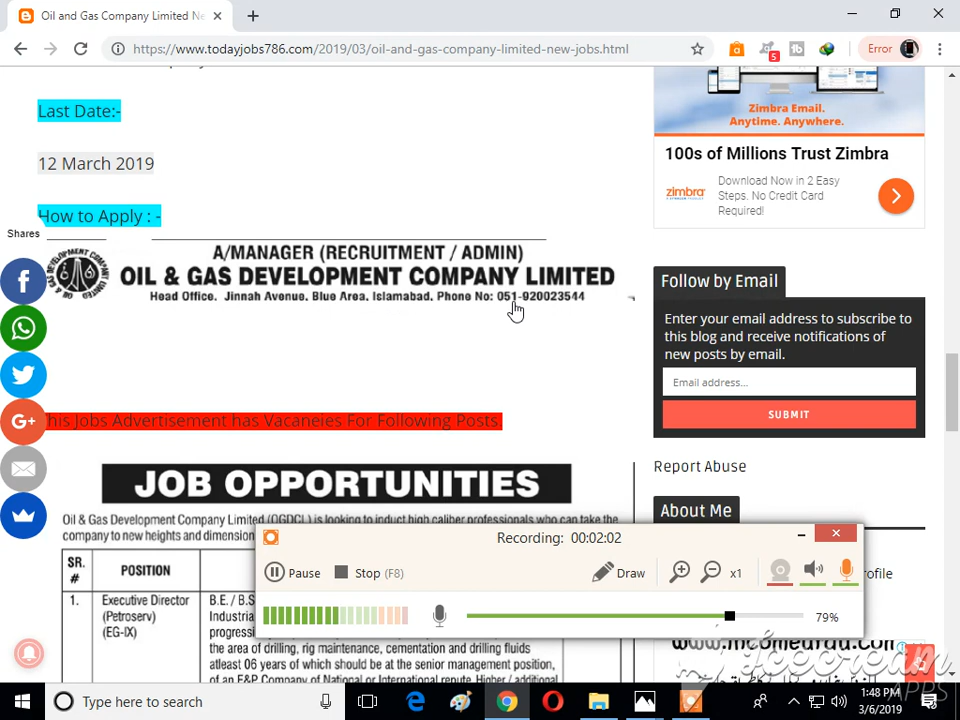 Oil and Gas Company Limited Ne
https://www.todayjobs786.com/2019/03/oil-and-gas-company-limited-new-jobs.html
5
Error
Last Date:-
12 March 2019
How to Apply : -
Shares
A/MANAGER (RECRUITMENT / ADMIN)
OIL & GAS DEVELOPMENT COMPANY LIMITED
Head Office, Jinnah Avenue, Blue Area, Islamabad, Phone No: 051-920023544
his Jobs Advertisement has Vacaneies For Following Posts.
JOB OPPORTUNITIES
Oil & Gas Development Company Limited (OGDCL) is looking to induct high caliber professionals who can take the
company to new heights and dimension
SR. #
POSITION
1.
Executive Director
(Petroserv)
(EG-IX)
B.E. / B.S
Industria
progressi
the area of drilling, rig maintenance, cementation and drilling fluids
atleast 06 years of which should be at the senior management position,
of an E&P Company of National or International repute. Higher / additional
Zimbra Email.
Anytime. Anywhere.
100s of Millions Trust Zimbra
zimbra
Download Now in 2 Easy
Steps. No Credit Card
Required!
Follow by Email
Enter your email address to subscribe to
this blog and receive notifications of
new posts by email.
Email address...
SUBMIT
Report Abuse
About Me
rofile
Recording: 00:02:02
Pause
Stop (F8)
Draw
x1
79%
Icecream
APPS
Type here to search
1:48 PM
3/6/2019